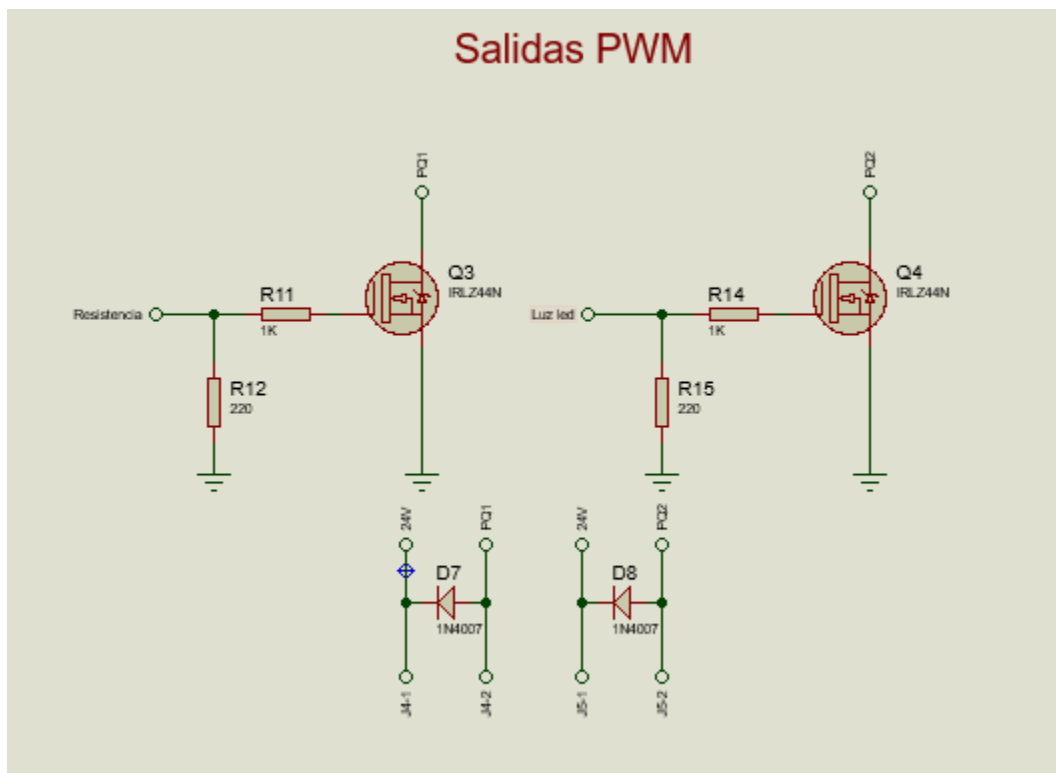 Salidas PWM
PQ1
PQ2
Q3
IRLZ44N
Q4
IRLZ44N
Resistencia
R11
1K
Luz led
R14
1K
R12
220
R15
220
24V
PQ1
24V
PQ2
D7
1N4007
D8
1N4007
J4-1
J4-2
J5-1
J5-2